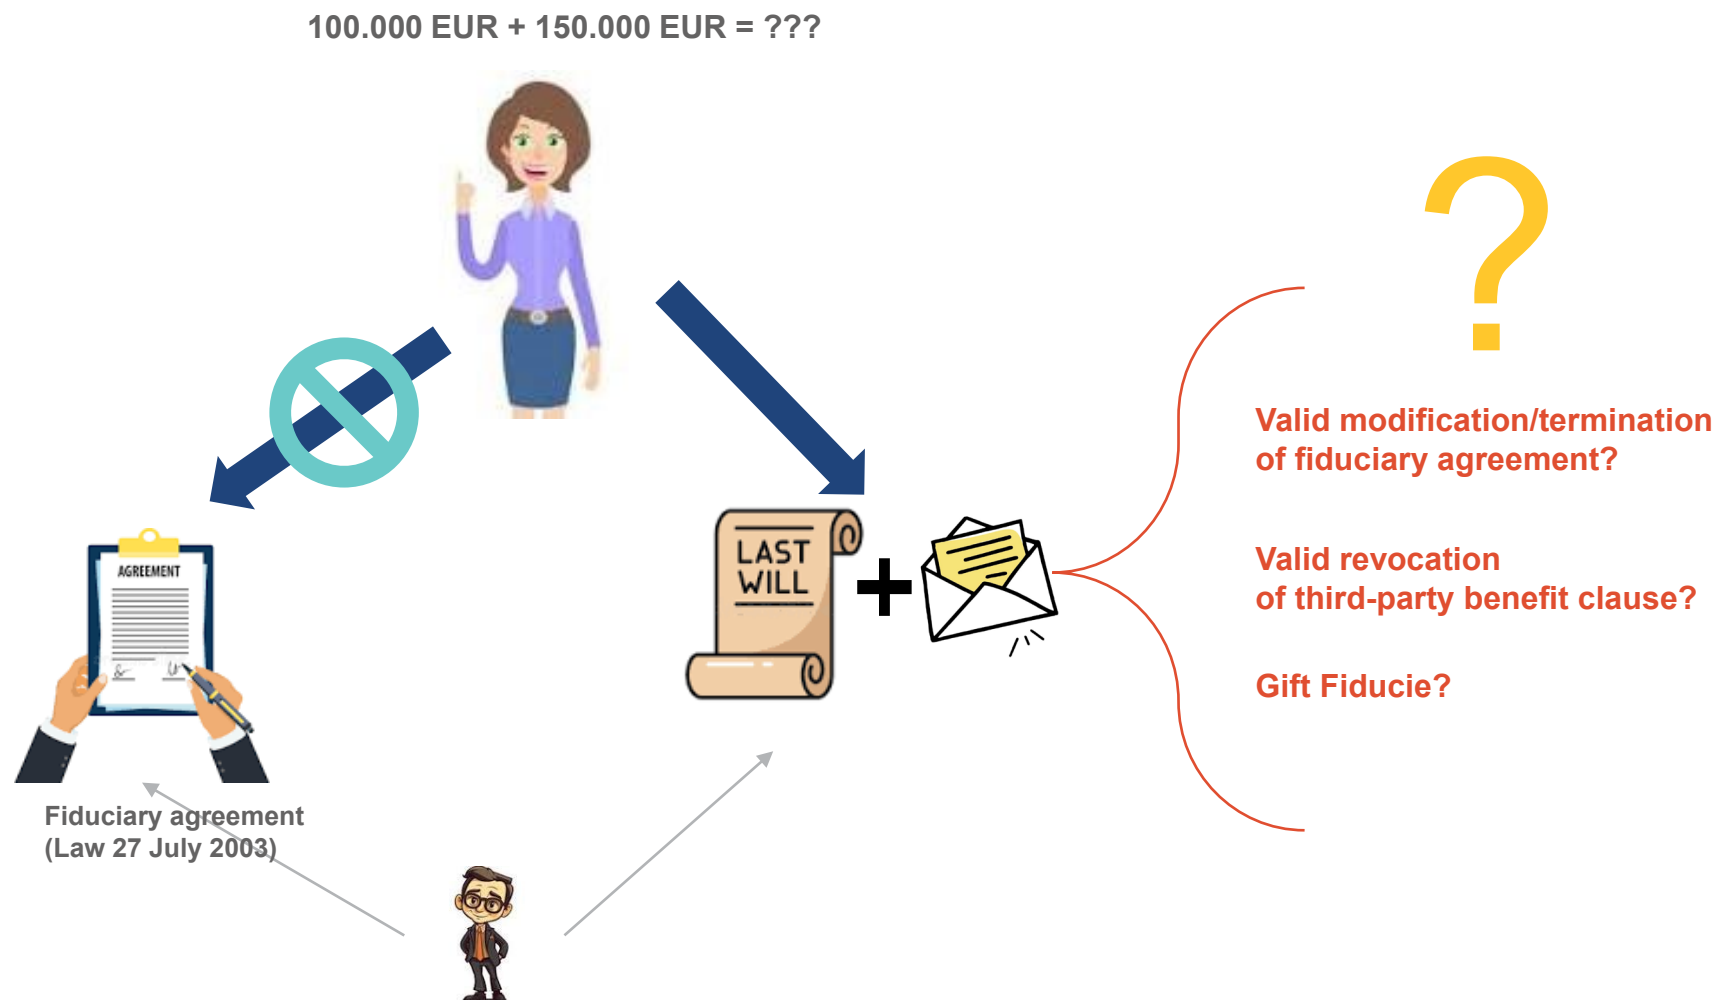 100.000 EUR + 150.000 EUR = ???
?
Valid modification/termination
of fiduciary agreement?
LAST
WILL
+
Valid revocation
of third-party benefit clause?
AGREEMENT
Gift Fiducie?
Fiduciary agreement
(Law 27 July 2003)